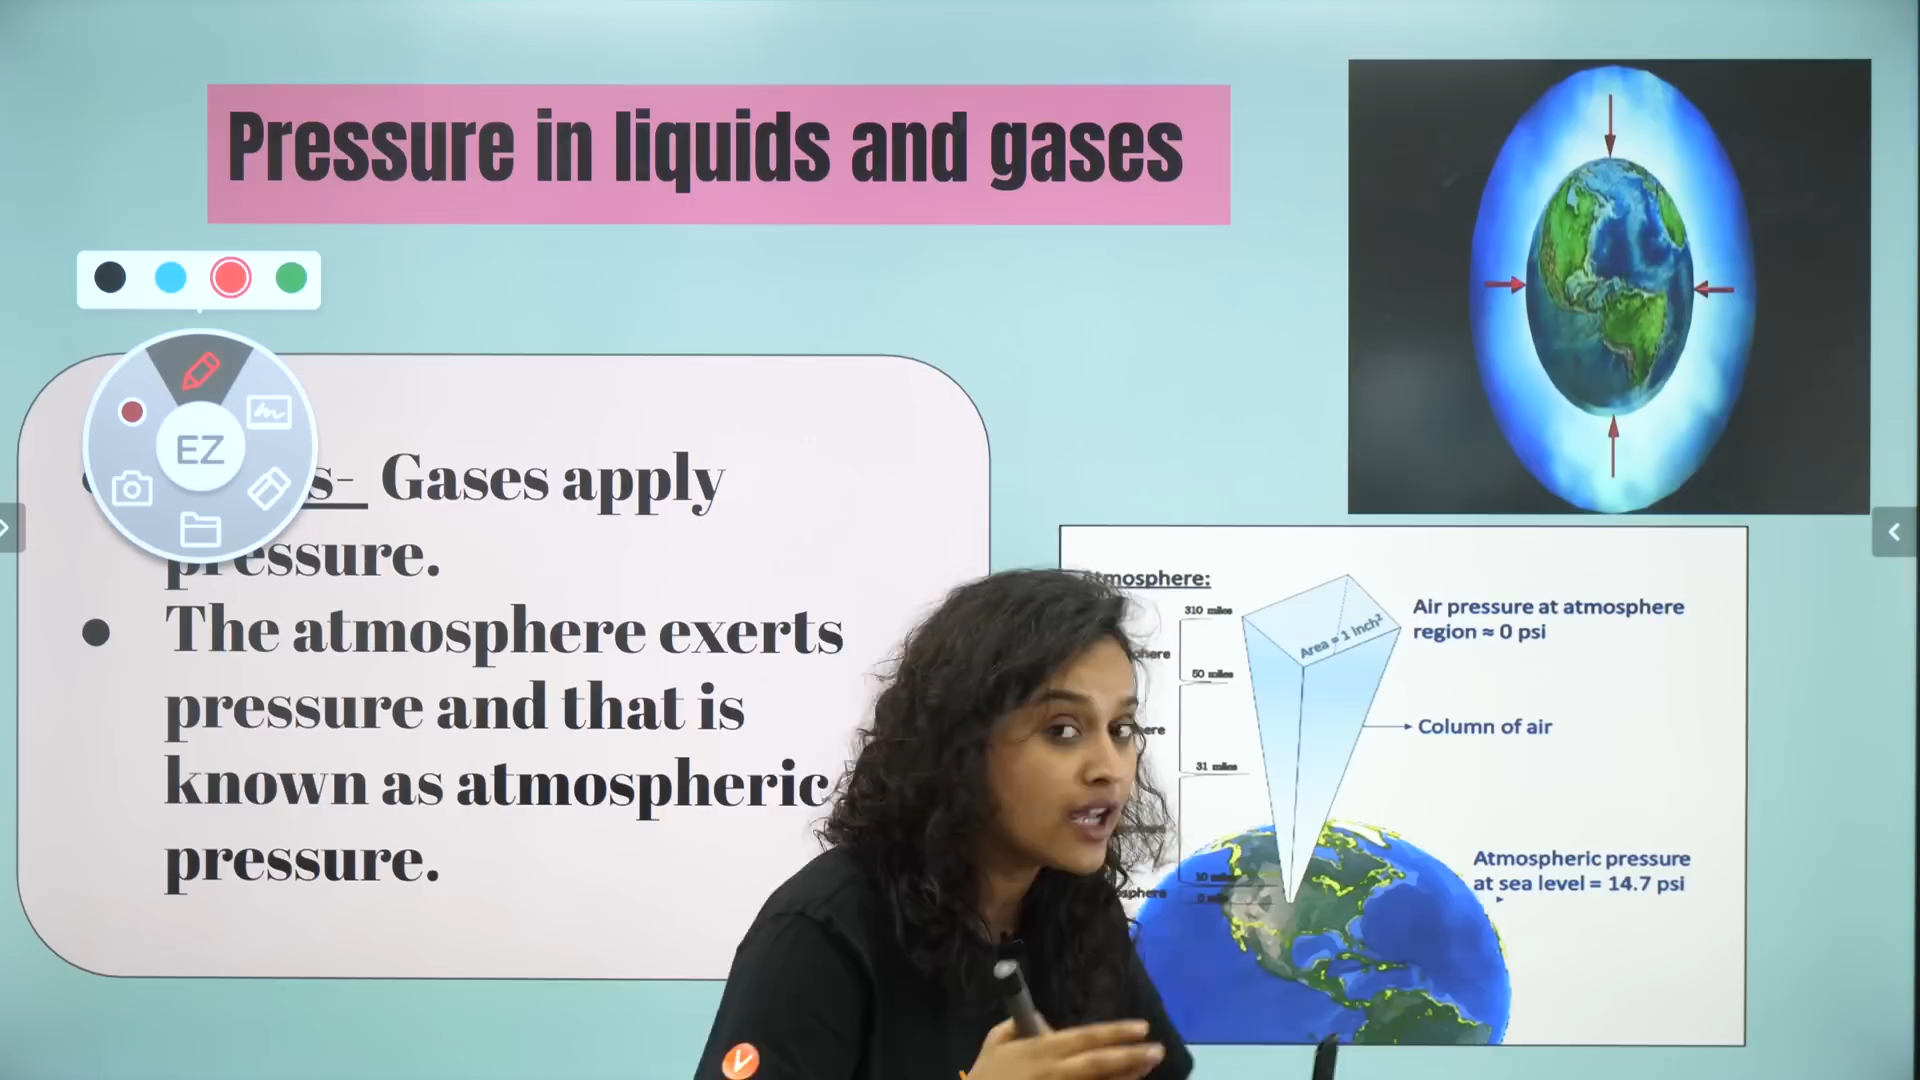 Pressure in liquids and gases
EZ
s- Gases apply
pressure.
The atmosphere exerts
pressure and that is
known as atmospheric
pressure.
Atmosphere:
310 miles
50 miles
31 miles
Area = 1 inch²
Air pressure at atmosphere
region ≈ 0 psi
Column of air
Atmospheric pressure
at sea level = 14.7 psi